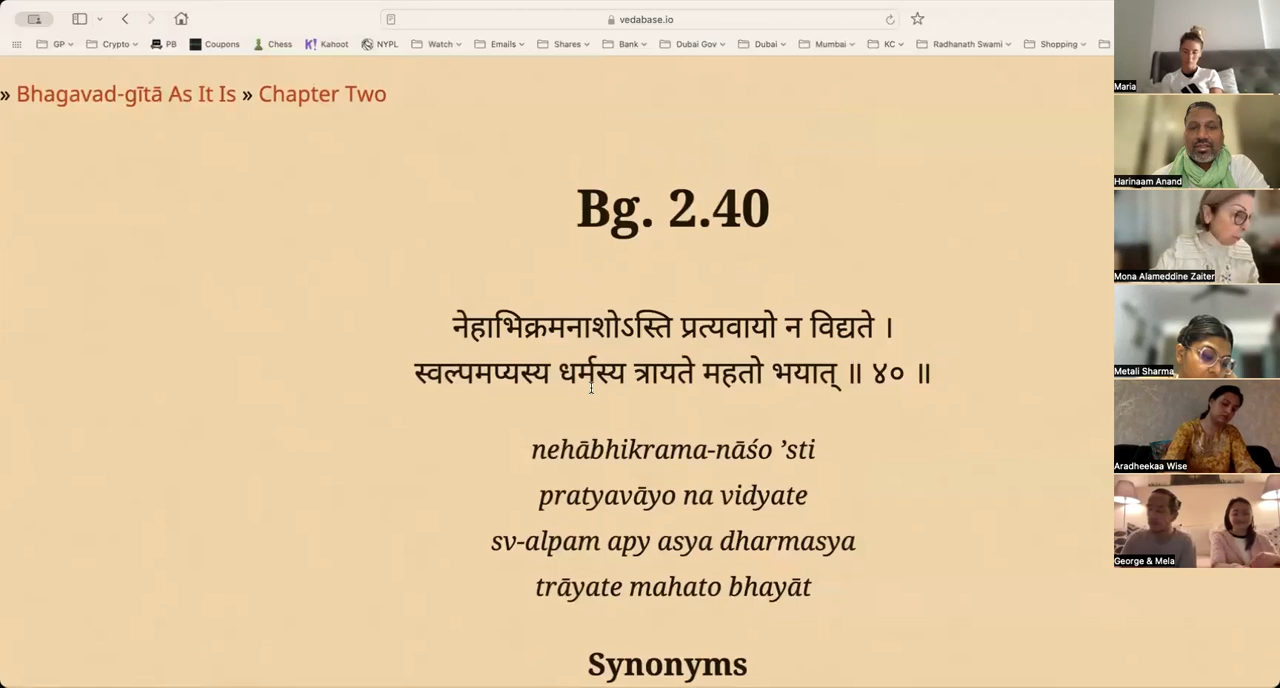 vedabase.io
GP
Crypto
PB
Coupons
Chess
K! Kahoot
NYPL
Watch
Emails
Shares
Bank
Dubai Gov
Dubai
Mumbai
KC
Radhanath Swami
Shopping
» Bhagavad-gītā As It Is » Chapter Two
Bg. 2.40
नेहाभिक्रमनाशोऽस्ति प्रत्यवायो न विद्यते ।
स्वल्पमप्यस्य धर्मस्य त्रायते महतो भयात् ॥ ४० ॥
nehābhikrama-nāśo ’sti
pratyavāyo na vidyate
sv-alpam apy asya dharmasya
trāyate mahato bhayāt
Synonyms
Maria
Harinaam Anand
Mona Alameddine Zaiter
Metali Sharma
Aradheekaa Wise
George & Mela